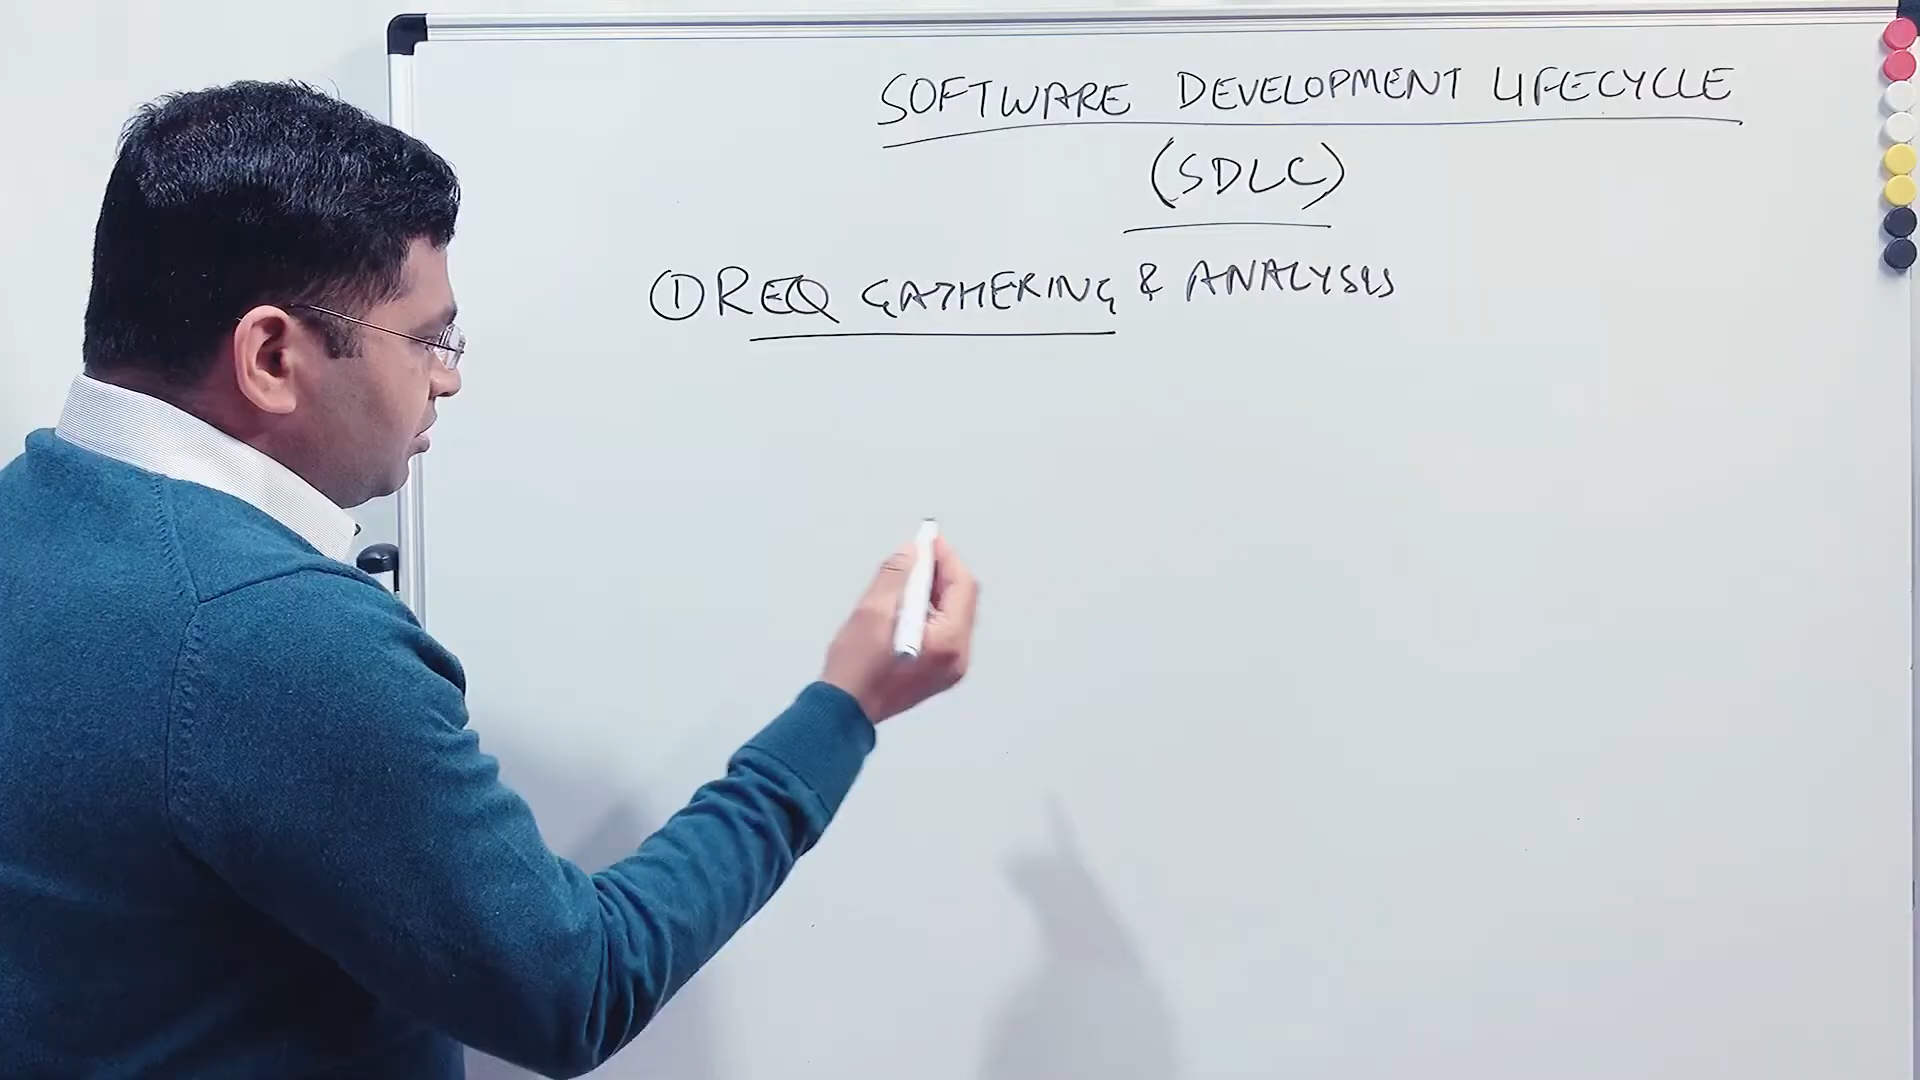 SOFTWARE DEVELOPMENT LIFECYCLE
(SDLC)
① REQ GATHERING & ANALYSIS